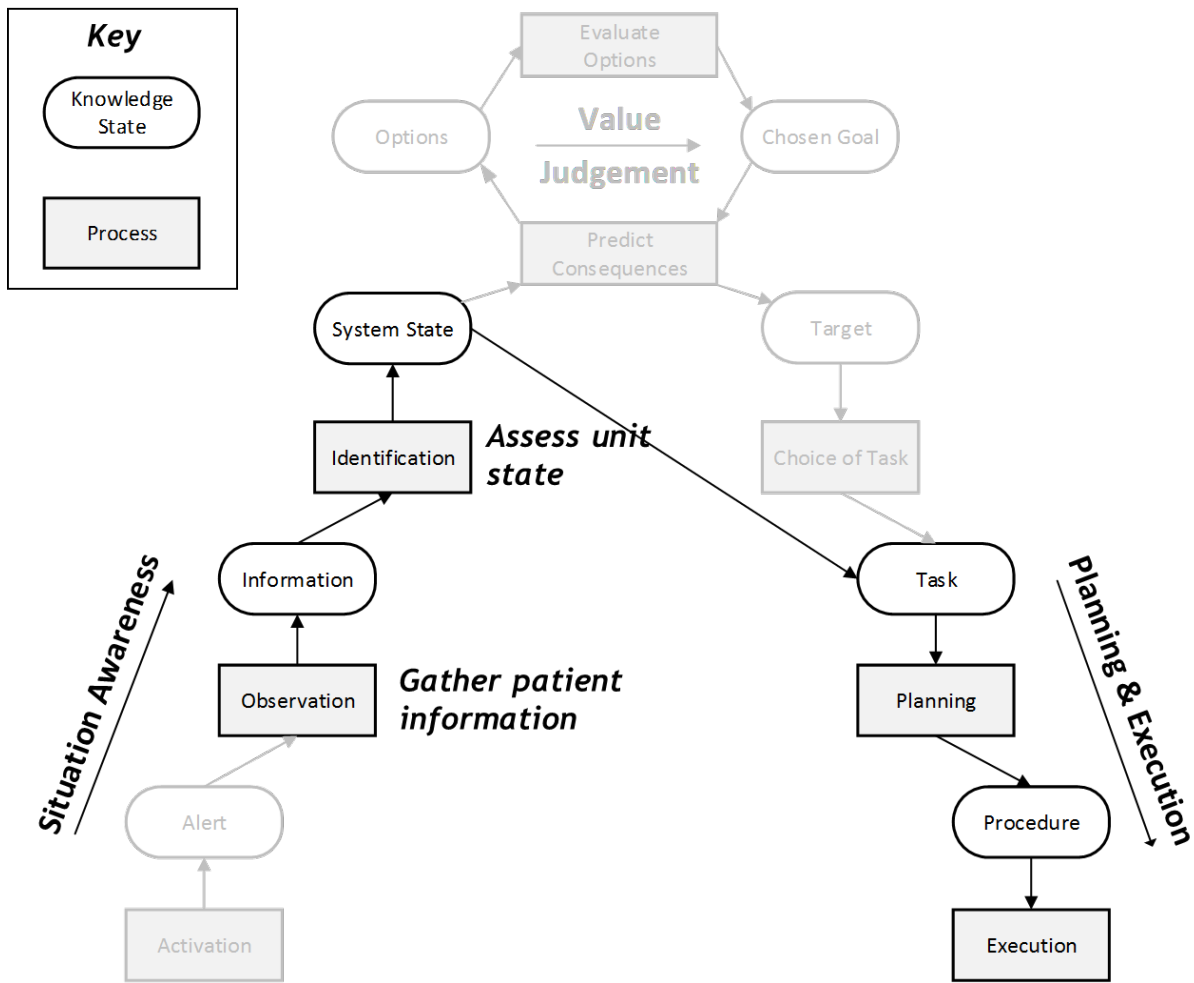 Key
Knowledge
State
Process
Evaluate
Options
Options
Value
Judgement
Chosen Goal
Predict
Consequences
System State
Target
Identification
Assess unit
state
Choice of Task
Information
Task
Situation Awareness
Planning & Execution
Observation
Gather patient
information
Planning
Alert
Procedure
Activation
Execution